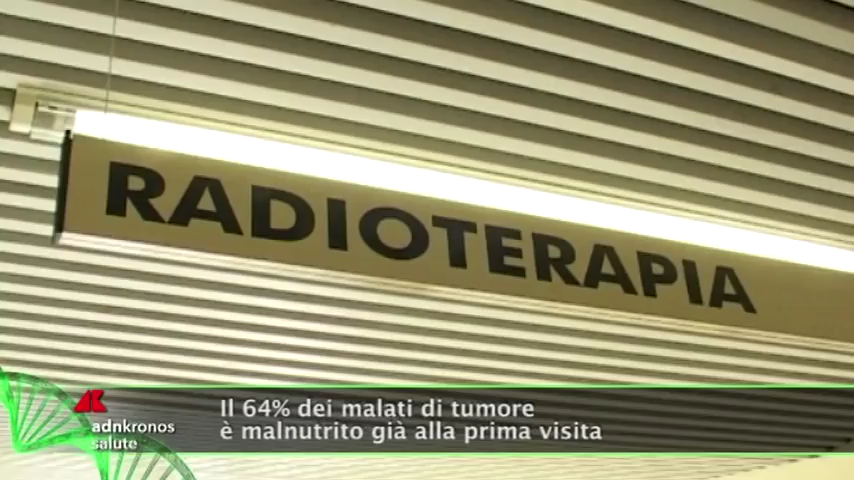 RADIOTERAPIA
Il 64% dei malati di tumore
è malnutrito già alla prima visita
adnkronos
salute